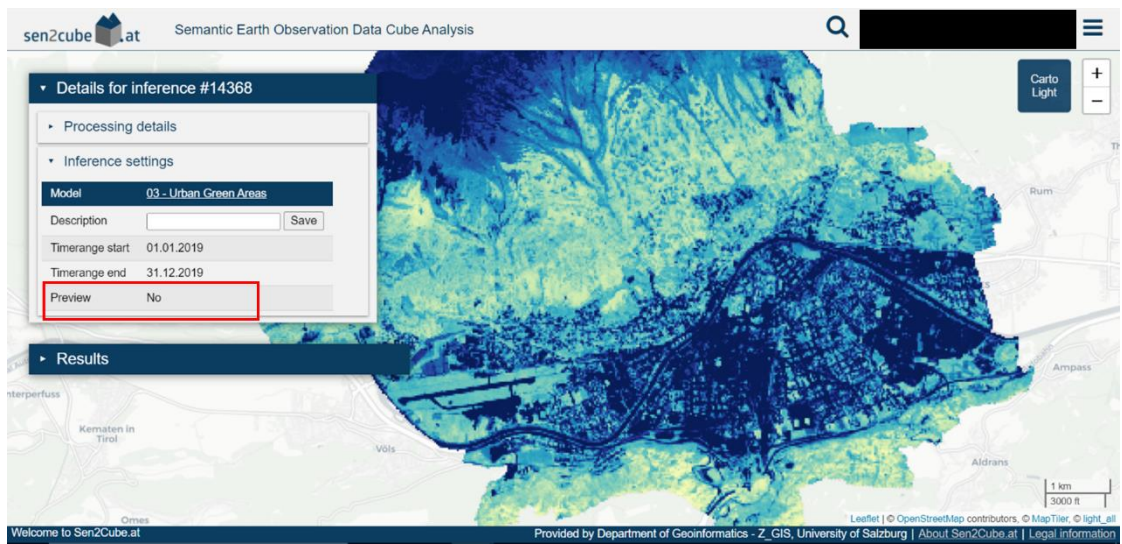 sen2cube.at
Semantic Earth Observation Data Cube Analysis
Details for inference #14368
Carto
Light
+
−
Processing details
Inference settings
Model 03 - Urban Green Areas
Description Save
Timerange start 01.01.2019
Timerange end 31.12.2019
Preview No
Rum
Results
Ampass
nterperfuss
Kematen in
Tirol
Völs
Aldrans
1 km
3000 ft
Omes
Leaflet | © OpenStreetMap contributors, © MapTiler, © light_all
Welcome to Sen2Cube.at
Provided by Department of Geoinformatics - Z_GIS, University of Salzburg | About Sen2Cube.at | Legal information